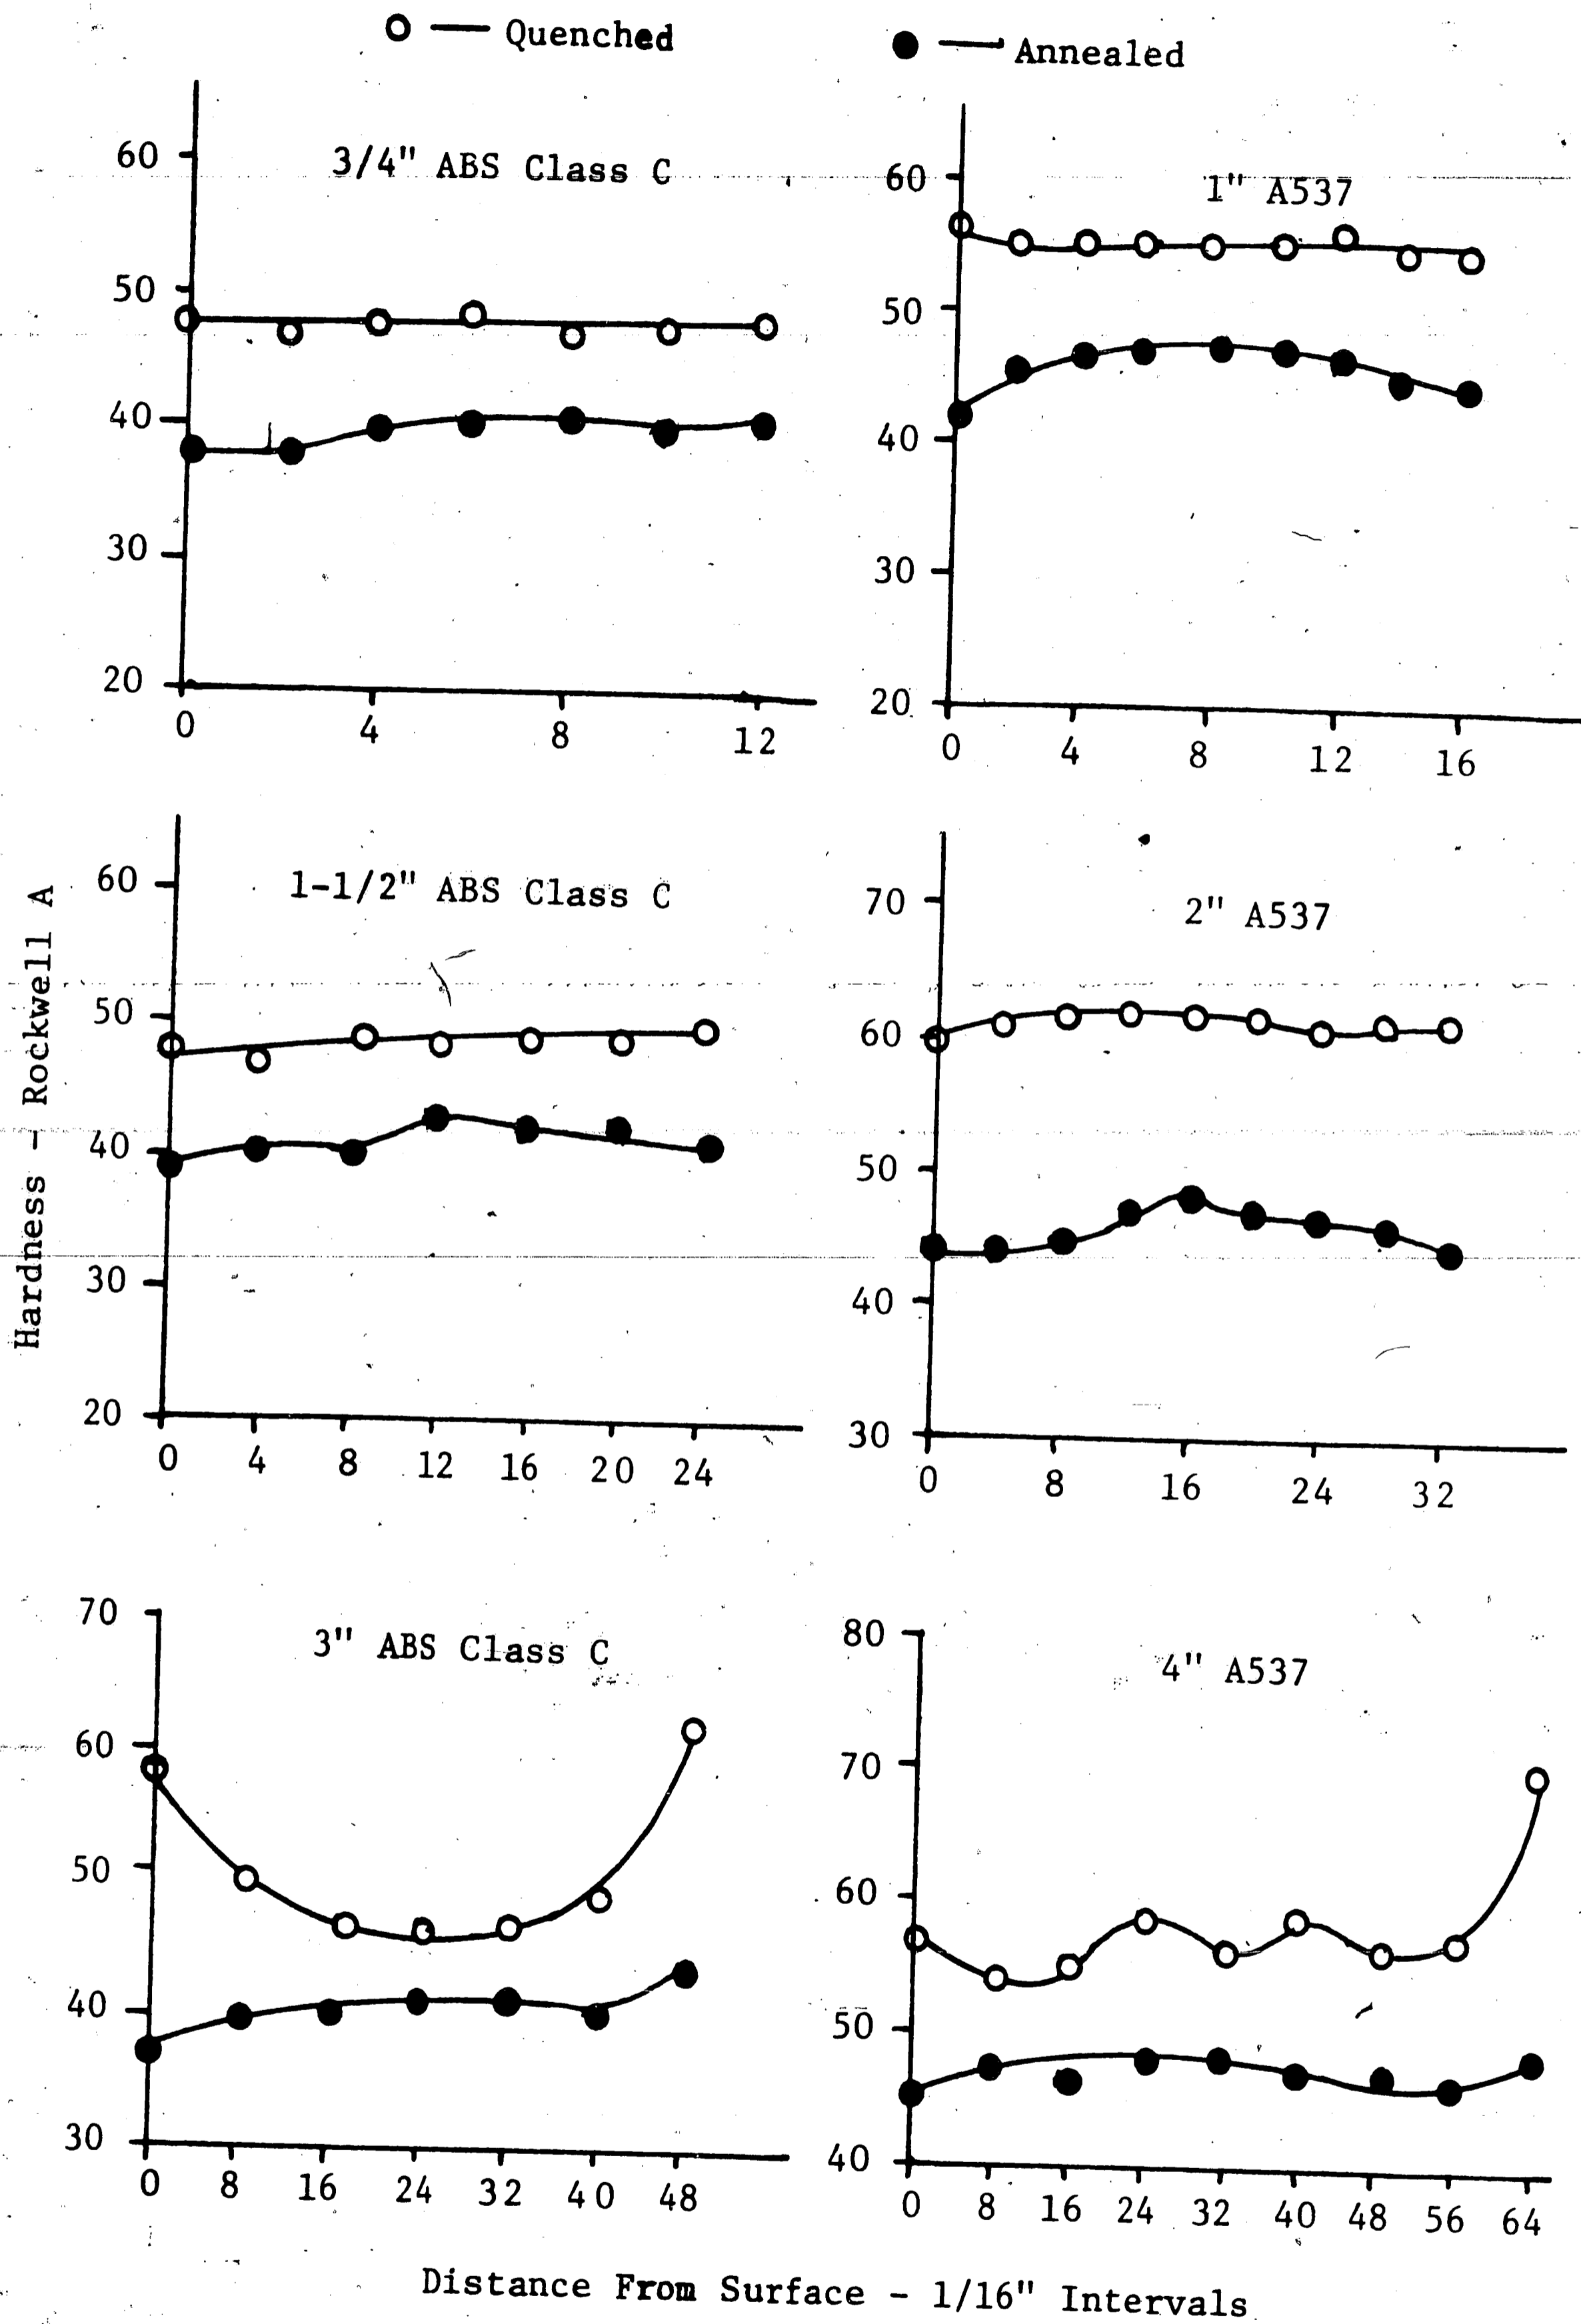 Quenched
Annealed
3/4" ABS Class C
60
50
40
30
20
0 4 8 12
1" A537
60
50
40
30
20
0 4 8 12 16
Hardness - Rockwell A
1-1/2" ABS Class C
60
50
40
30
20
0 4 8 12 16 20 24
2" A537
70
60
50
40
30
0 8 16 24 32
3" ABS Class C
70
60
50
40
30
0 8 16 24 32 40 48
4" A537
80
70
60
50
40
0 8 16 24 32 40 48 56 64
Distance From Surface - 1/16" Intervals